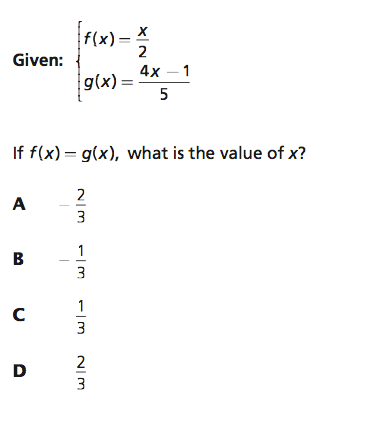 Given: { f(x) = x/2
g(x) = (4x – 1)/5
If f(x) = g(x), what is the value of x?
A – 2/3
B – 1/3
C 1/3
D 2/3